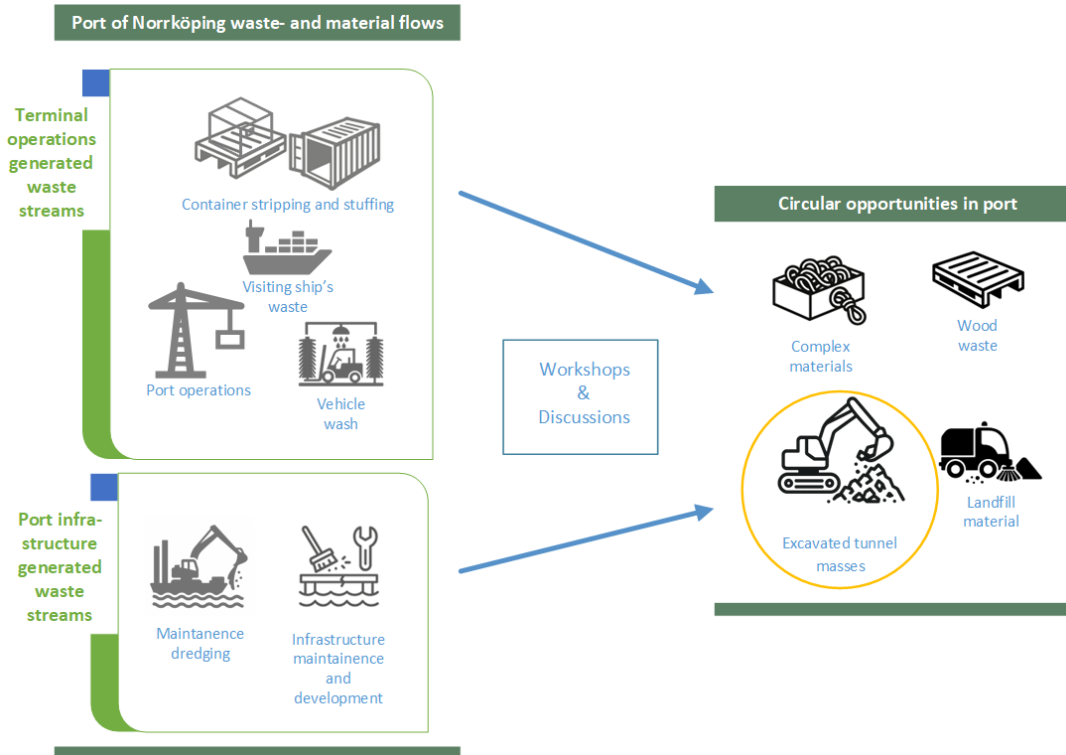 Port of Norrköping waste- and material flows
Terminal
operations
generated
waste
streams
Container stripping and stuffing
Visiting ship's
waste
Port operations
Vehicle
wash
Port infra-
structure
generated
waste
streams
Maintanence
dredging
Infrastructure
maintainence
and
development
Workshops
&
Discussions
Circular opportunities in port
Complex
materials
Wood
waste
Excavated tunnel
masses
Landfill
material